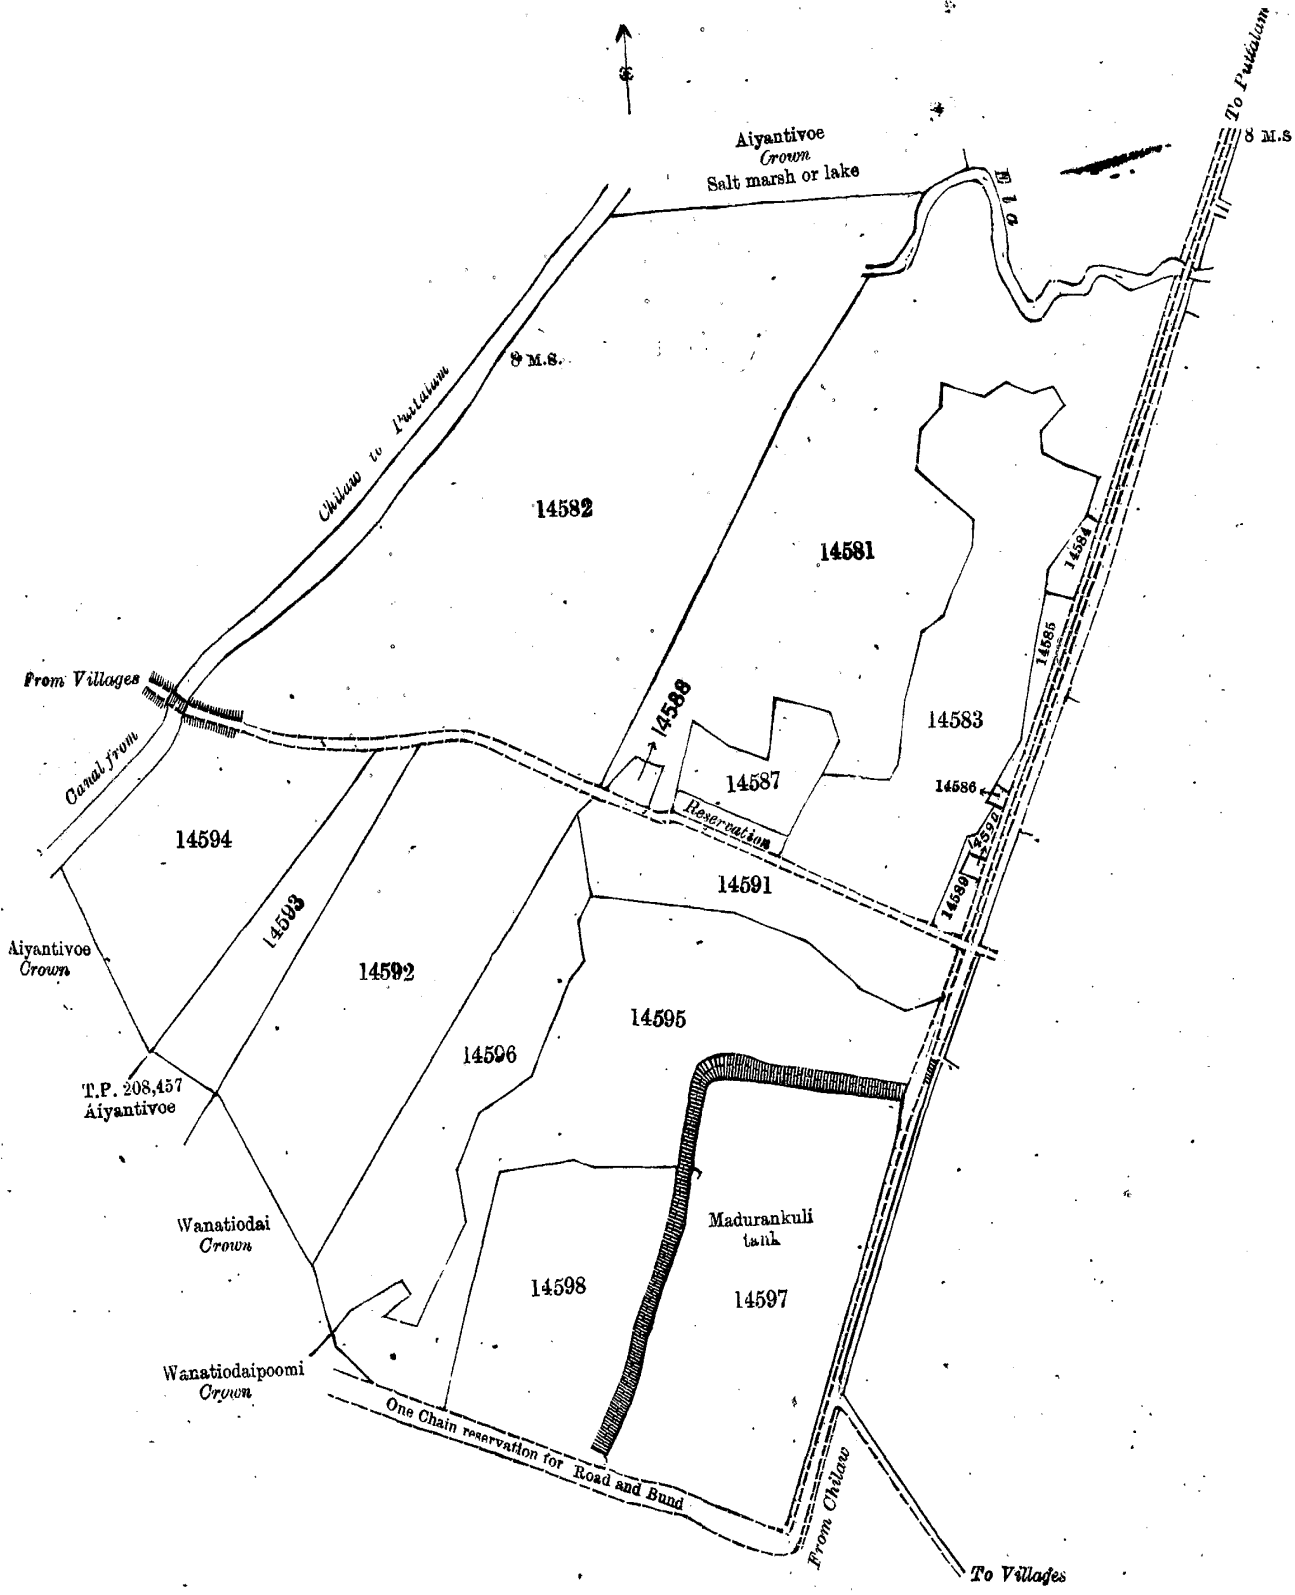 To Puttalam
8 M.S
Aiyantivoe
Crown
Salt marsh or lake
Ela
8 M.S.
Chilaw to Puttalum
14582
14581
14584
14585
From Villages
14588
14583
14587
14586
Canal from
Reservation
14590
14594
14591
14589
14593
Aiyantivoe
Crown
14592
14595
14596
T.P. 208,457
Aiyantivoe
Wanatiodai
Crown
Madurankuli
tank
14598
14597
Wanatiodaipoomi
Crown
One Chain reservation for Road and Bund
From Chilaw
To Villages